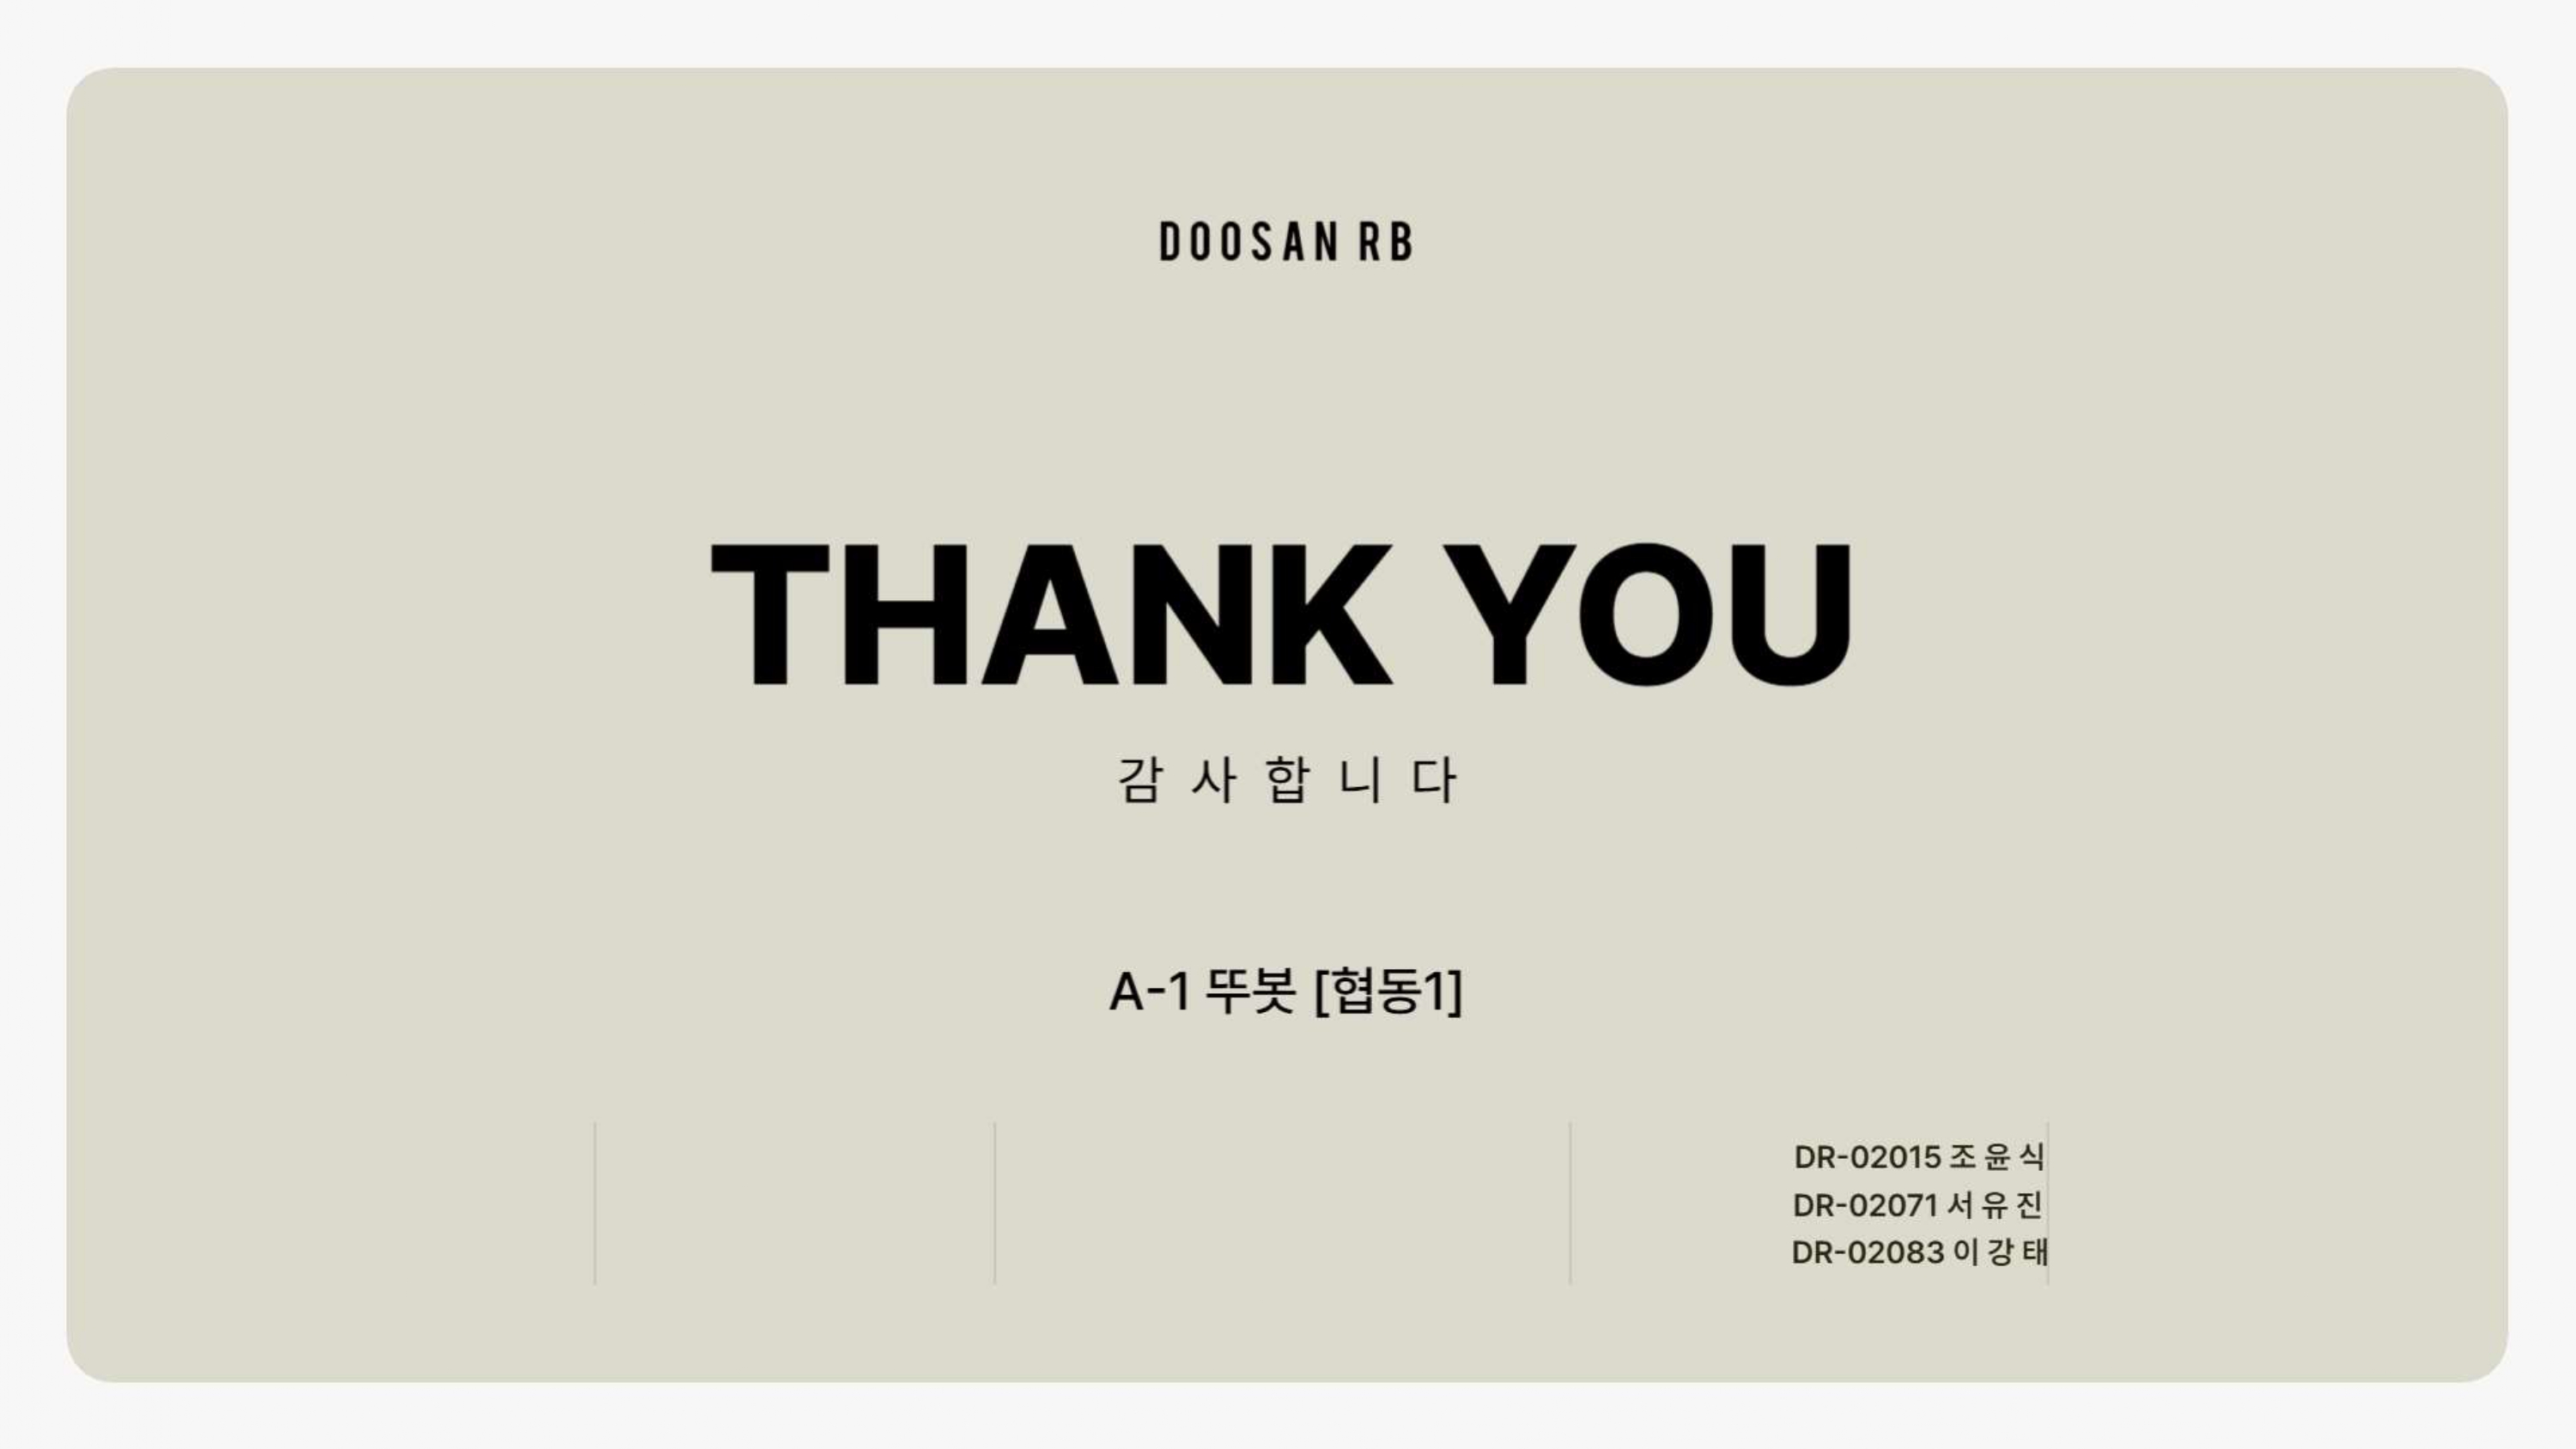 DOOSAN RB
THANK YOU
감 사 합 니 다
A-1 뚜봇 [협동1]
DR-02015 조 윤 식
DR-02071 서 유 진
DR-02083 이 강 태